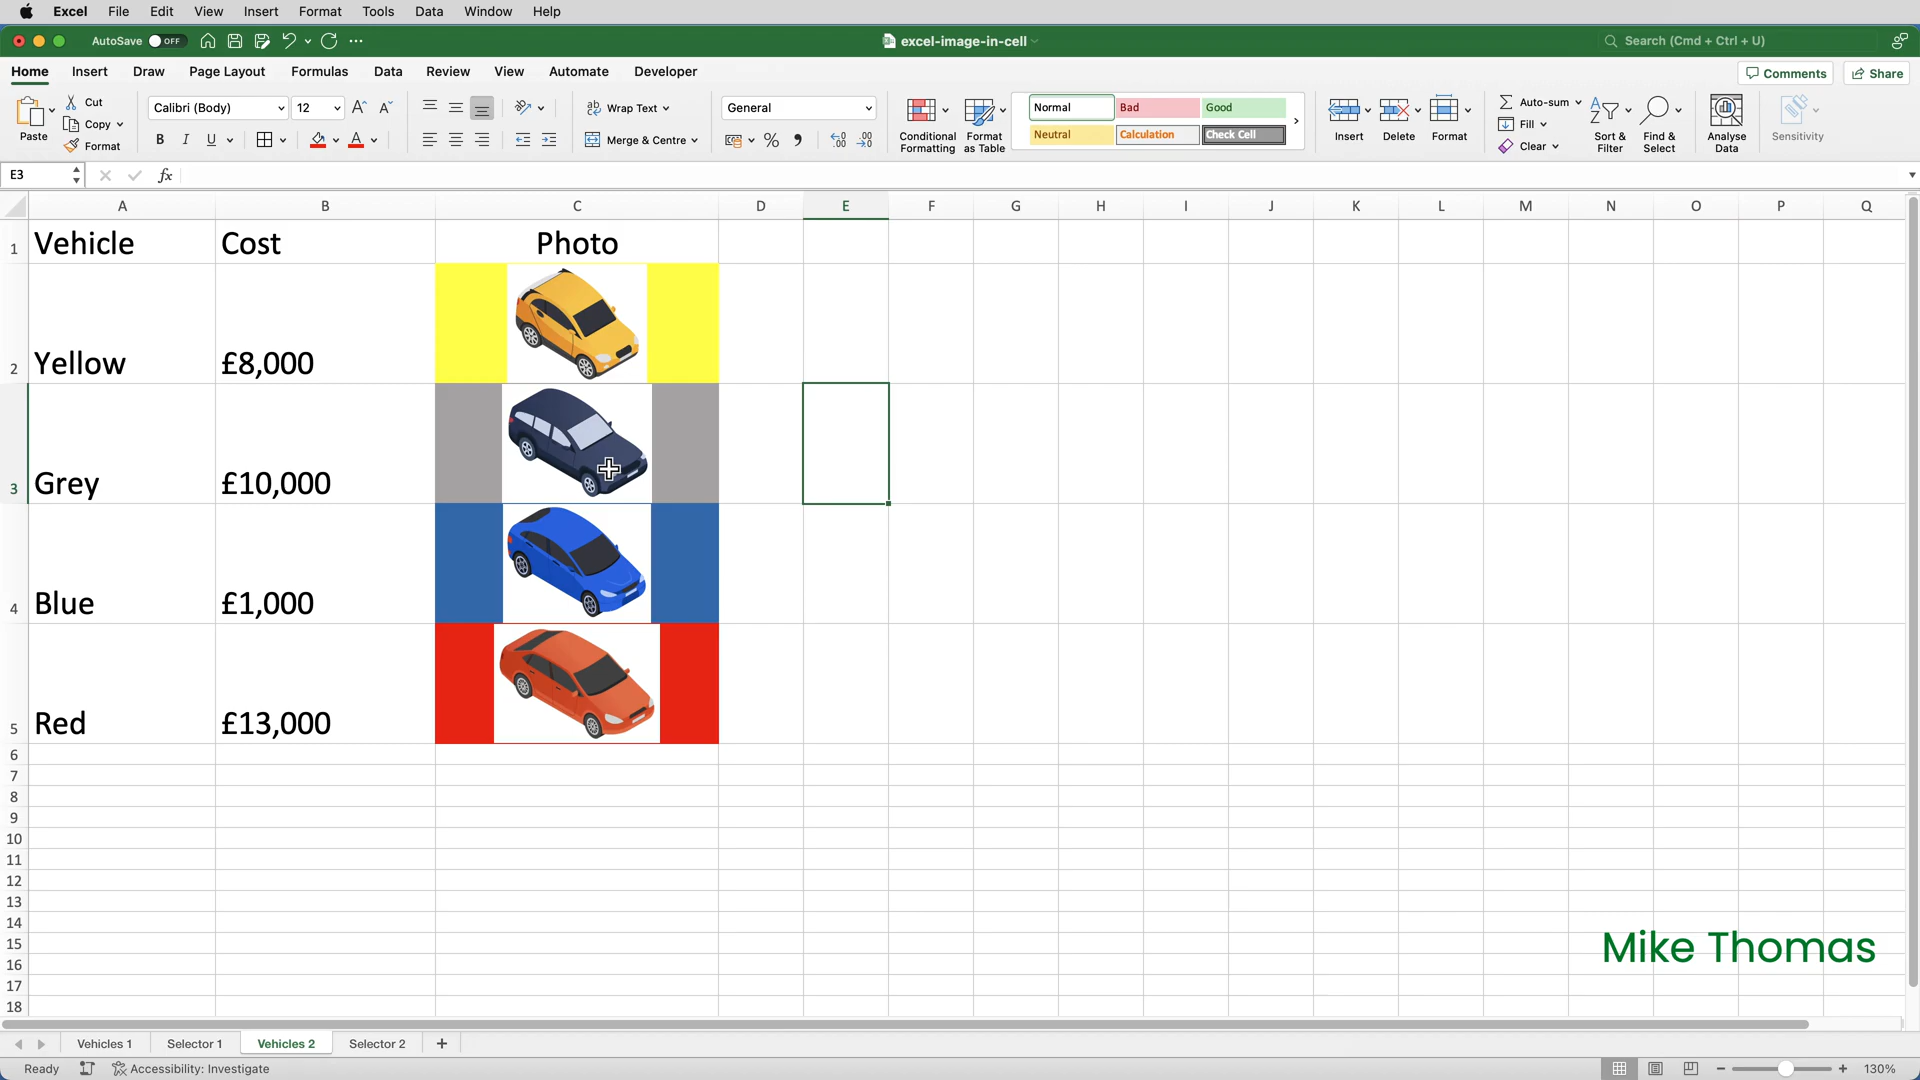 Excel File Edit View Insert Format Tools Data Window Help
AutoSave OFF excel-image-in-cell Search (Cmd + Ctrl + U)
Home Insert Draw Page Layout Formulas Data Review View Automate Developer Comments Share
Paste Cut Copy Format
Calibri (Body) 12 A A
B I U A
ab Wrap Text
Merge & Centre
General
% 
Conditional Formatting
Format as Table
Normal Bad Good
Neutral Calculation Check Cell
Insert Delete Format
Auto-sum
Fill
Clear
Sort & Filter
Find & Select
Analyse Data
Sensitivity
E3 fx
A B C D E F G H I J K L M N O P Q
1 Vehicle Cost Photo
2 Yellow £8,000
3 Grey £10,000
4 Blue £1,000
5 Red £13,000
6
7
8
9
10
11
12
13
14
15
16
17
18
Mike Thomas
Vehicles 1 Selector 1 Vehicles 2 Selector 2 +
Ready Accessibility: Investigate 130%